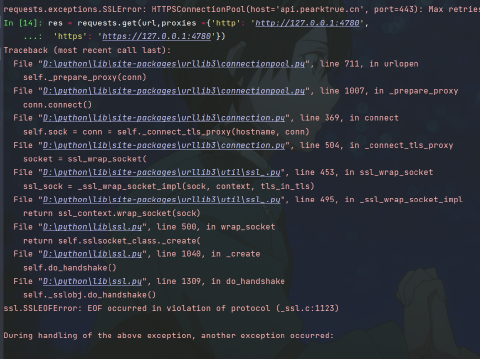 requests.exceptions.SSLError: HTTPSConnectionPool(host='api.pearktrue.cn', port=443): Max retries
In [14]: res = requests.get(url,proxies ={'http': 'http://127.0.0.1:4780',
...: 'https': 'https://127.0.0.1:4780'})
Traceback (most recent call last):
File "D:\python\lib\site-packages\urllib3\connectionpool.py", line 711, in urlopen
self._prepare_proxy(conn)
File "D:\python\lib\site-packages\urllib3\connectionpool.py", line 1007, in _prepare_proxy
conn.connect()
File "D:\python\lib\site-packages\urllib3\connection.py", line 369, in connect
self.sock = conn = self._connect_tls_proxy(hostname, conn)
File "D:\python\lib\site-packages\urllib3\connection.py", line 504, in _connect_tls_proxy
socket = ssl_wrap_socket(
File "D:\python\lib\site-packages\urllib3\util\ssl_.py", line 453, in ssl_wrap_socket
ssl_sock = _ssl_wrap_socket_impl(sock, context, tls_in_tls)
File "D:\python\lib\site-packages\urllib3\util\ssl_.py", line 495, in _ssl_wrap_socket_impl
return ssl_context.wrap_socket(sock)
File "D:\python\lib\ssl.py", line 500, in wrap_socket
return self.sslsocket_class._create(
File "D:\python\lib\ssl.py", line 1040, in _create
self.do_handshake()
File "D:\python\lib\ssl.py", line 1309, in do_handshake
self._sslobj.do_handshake()
ssl.SSLEOFError: EOF occurred in violation of protocol (_ssl.c:1123)
During handling of the above exception, another exception occurred: